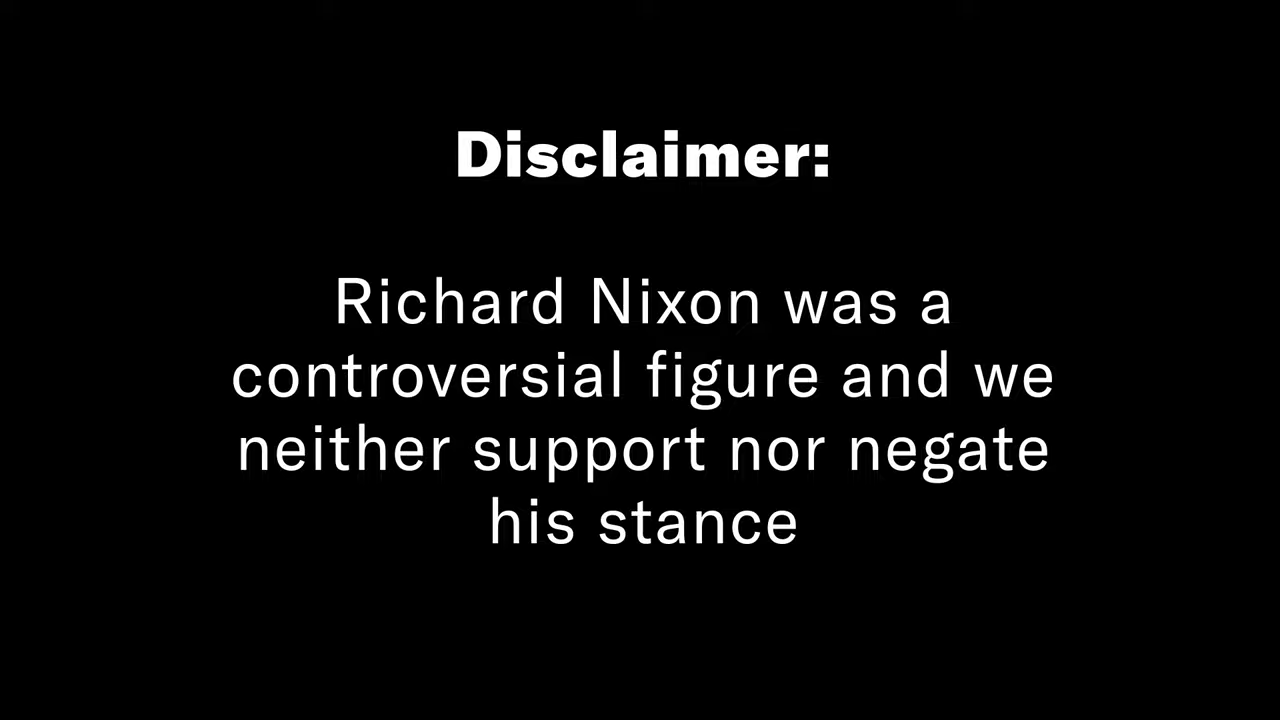 Disclaimer:
Richard Nixon was a
controversial figure and we
neither support nor negate
his stance